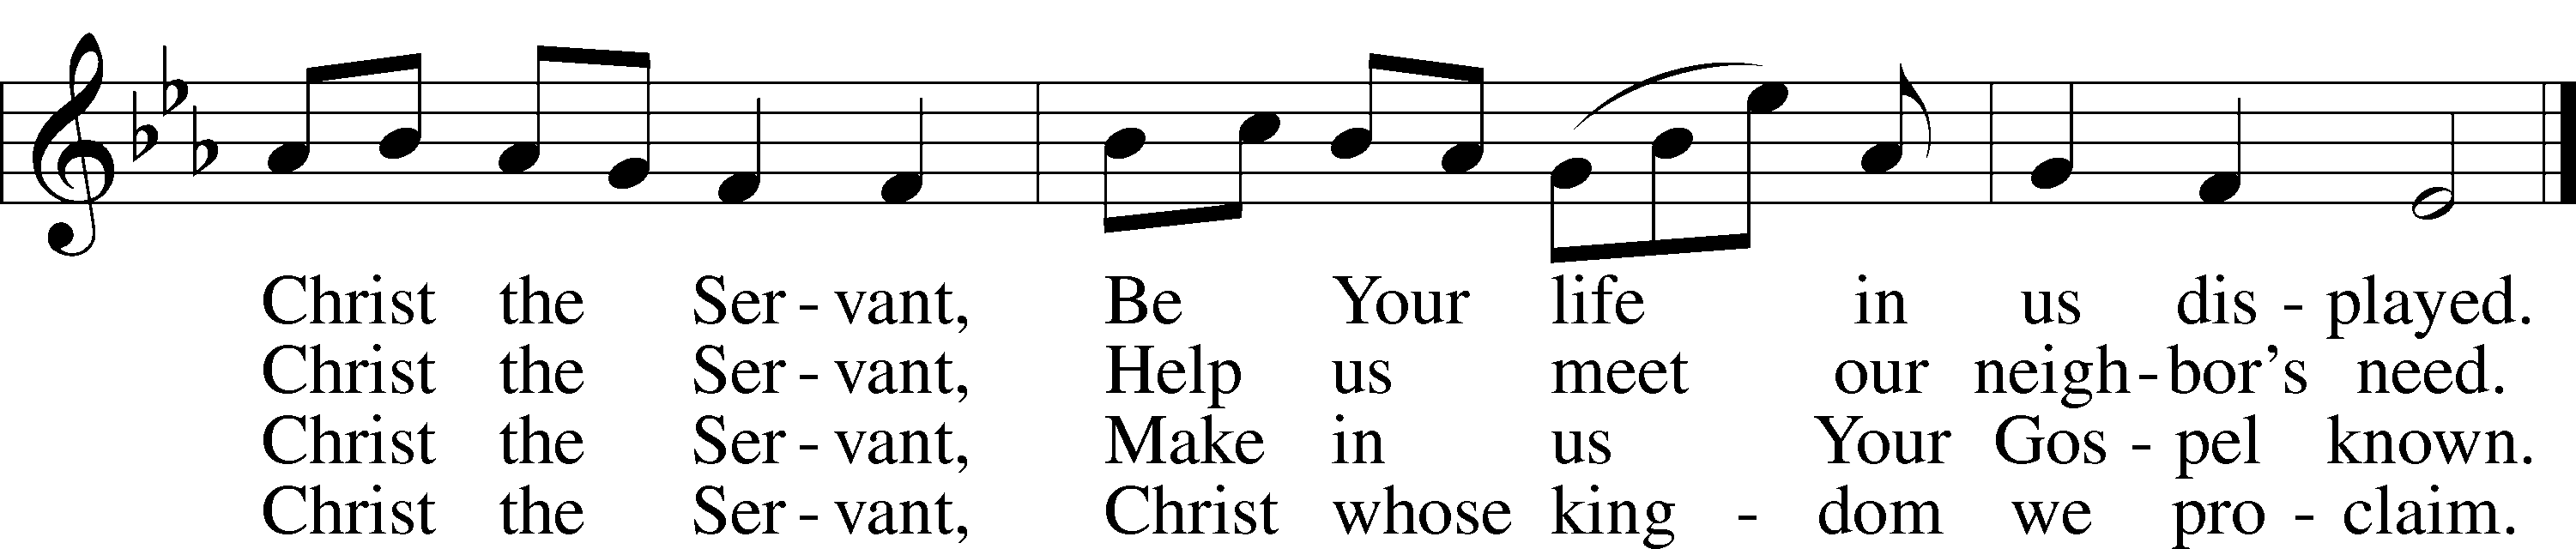 Christ the Ser - vant, Be Your life in us dis - played.
Christ the Ser - vant, Help us meet our neigh - bor’s need.
Christ the Ser - vant, Make in us Your Gos - pel known.
Christ the Ser - vant, Christ whose king - dom we pro - claim.